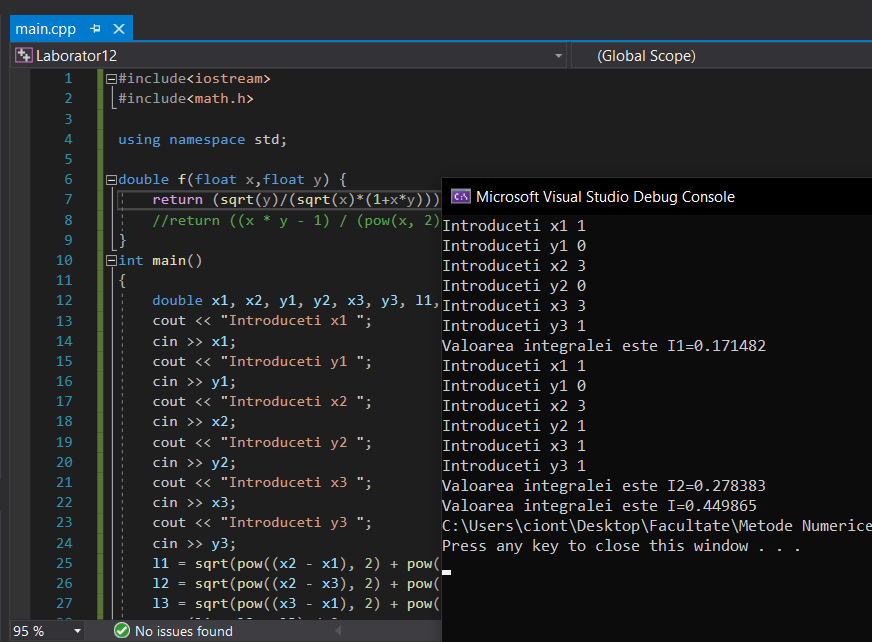 main.cpp
Laborator12
(Global Scope)
1 #include<iostream>
2 #include<math.h>
3
4 using namespace std;
5
6 double f(float x,float y) {
7 return (sqrt(y)/(sqrt(x)*(1+x*y)))
8 //return ((x * y - 1) / (pow(x, 2)
9 }
10 int main()
11 {
12 double x1, x2, y1, y2, x3, y3, l1,
13 cout << "Introduceti x1 ";
14 cin >> x1;
15 cout << "Introduceti y1 ";
16 cin >> y1;
17 cout << "Introduceti x2 ";
18 cin >> x2;
19 cout << "Introduceti y2 ";
20 cin >> y2;
21 cout << "Introduceti x3 ";
22 cin >> x3;
23 cout << "Introduceti y3 ";
24 cin >> y3;
25 l1 = sqrt(pow((x2 - x1), 2) + pow(
26 l2 = sqrt(pow((x2 - x3), 2) + pow(
27 l3 = sqrt(pow((x3 - x1), 2) + pow(
95 %
No issues found
Microsoft Visual Studio Debug Console
Introduceti x1 1
Introduceti y1 0
Introduceti x2 3
Introduceti y2 0
Introduceti x3 3
Introduceti y3 1
Valoarea integralei este I1=0.171482
Introduceti x1 1
Introduceti y1 0
Introduceti x2 3
Introduceti y2 1
Introduceti x3 1
Introduceti y3 1
Valoarea integralei este I2=0.278383
Valoarea integralei este I=0.449865
C:\Users\ciont\Desktop\Facultate\Metode Numerice
Press any key to close this window . . .